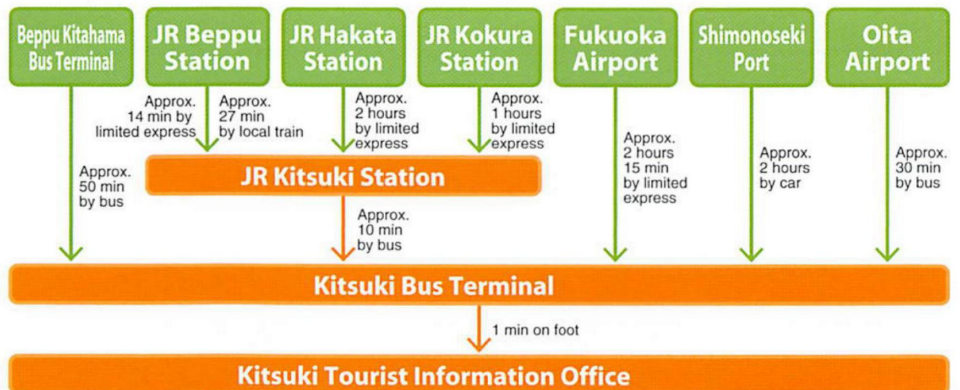 Beppu Kitahama
Bus Terminal
JR Beppu
Station
JR Hakata
Station
JR Kokura
Station
Fukuoka
Airport
Shimonoseki
Port
Oita
Airport
Approx.
14 min by
limited express
Approx.
27 min
by local train
Approx.
2 hours
by limited
express
Approx.
1 hours
by limited
express
JR Kitsuki Station
Approx.
50 min
by bus
Approx.
10 min
by bus
Approx.
2 hours
15 min
by limited
express
Approx.
2 hours
by car
Approx.
30 min
by bus
Kitsuki Bus Terminal
1 min on foot
Kitsuki Tourist Information Office